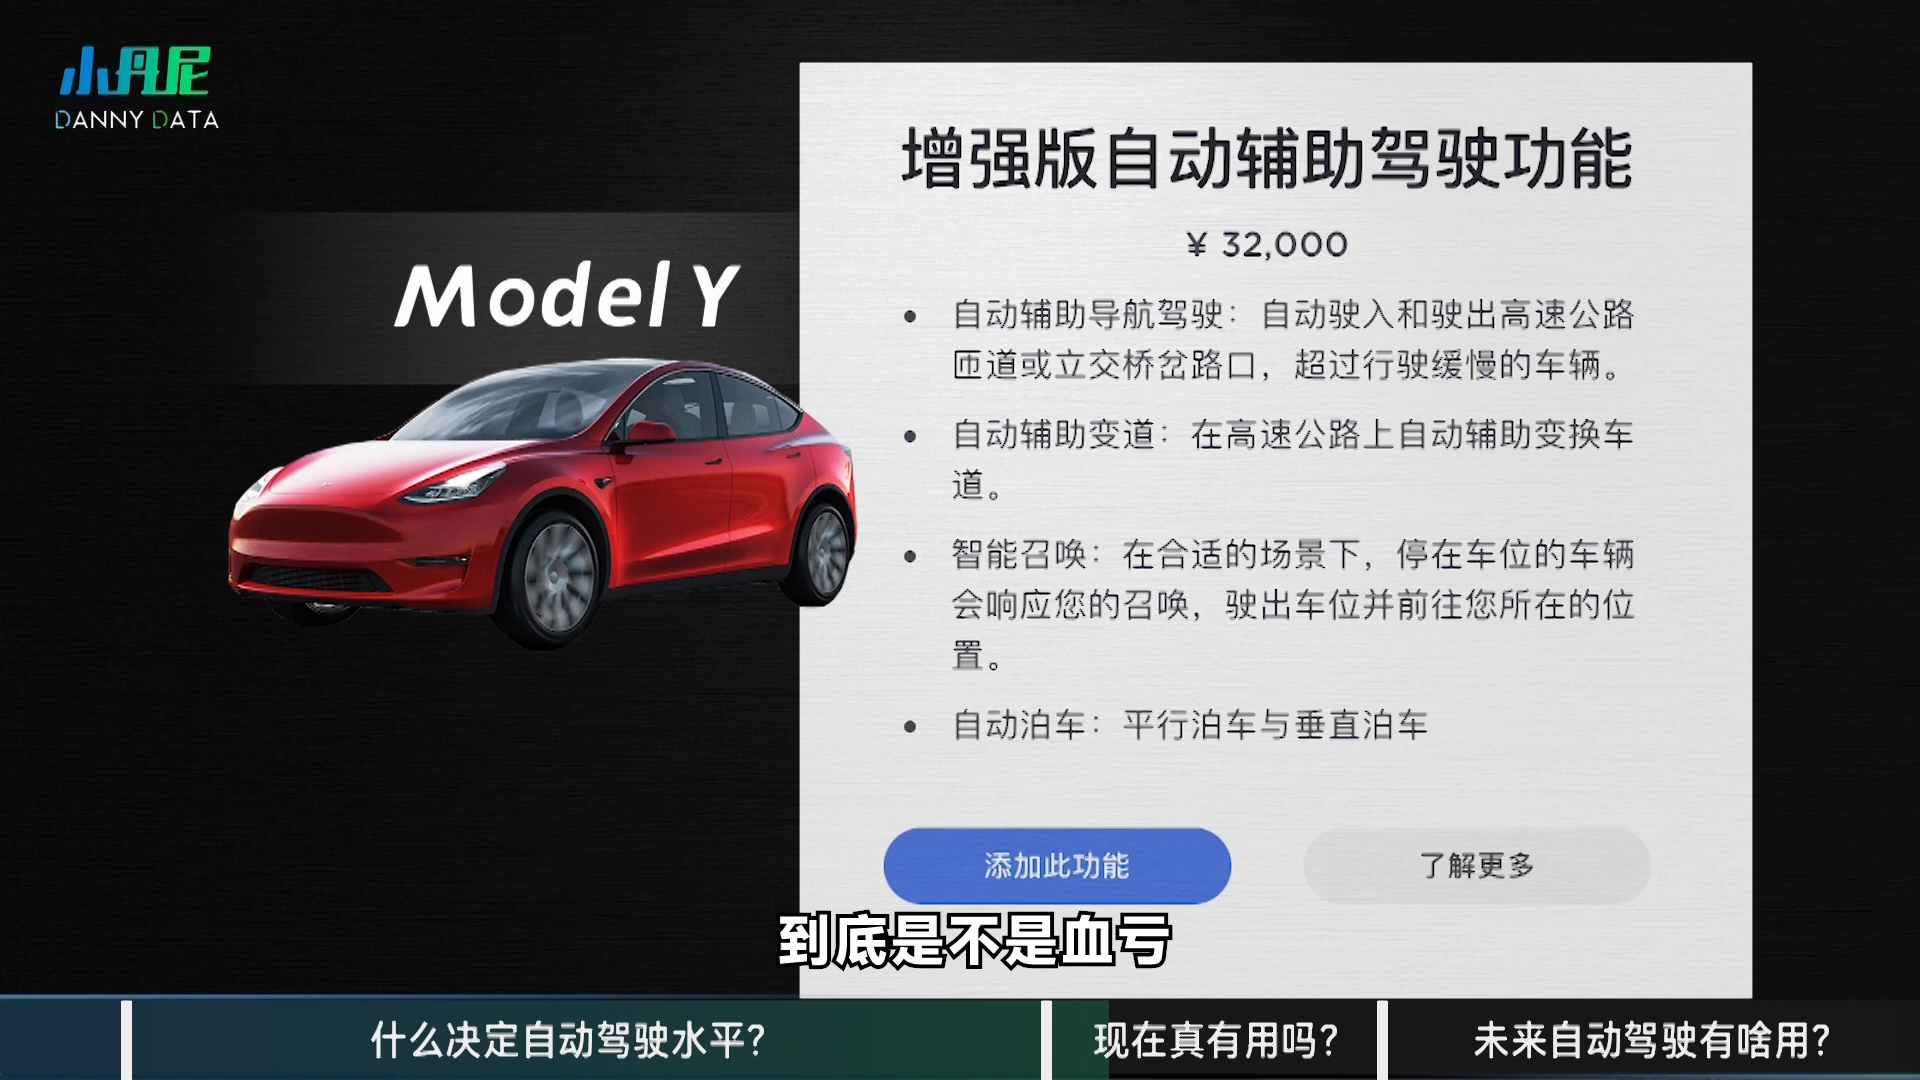 小丹尼
DANNY DATA
Model Y
增强版自动辅助驾驶功能
¥ 32,000
• 自动辅助导航驾驶：自动驶入和驶出高速公路
匝道或立交桥岔路口，超过行驶缓慢的车辆。
• 自动辅助变道：在高速公路上自动辅助变换车
道。
• 智能召唤：在合适的场景下，停在车位的车辆
会响应您的召唤，驶出车位并前往您所在的位
置。
• 自动泊车：平行泊车与垂直泊车
添加此功能
了解更多
到底是不是血亏
什么决定自动驾驶水平？
现在真有用吗？
未来自动驾驶有啥用？